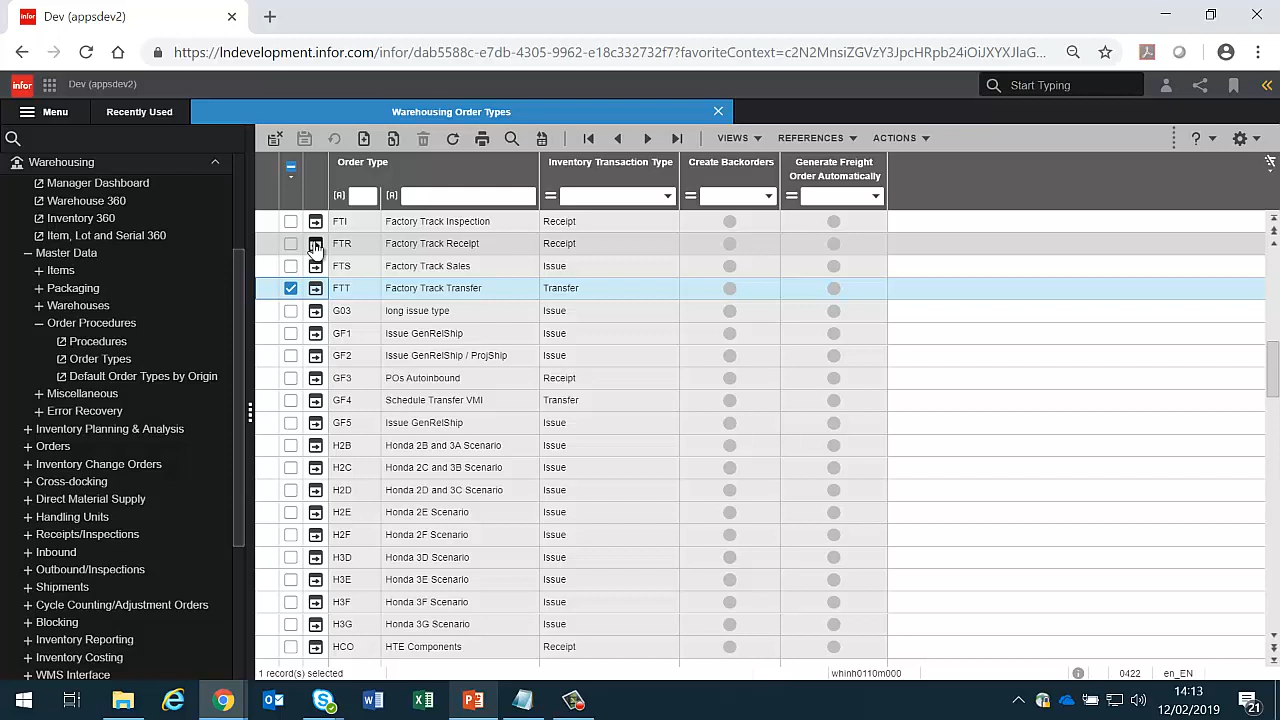 infor
Dev (appsdev2)
https://lndevelopment.infor.com/infor/dab5588c-e7db-4305-9962-e18c332732f7?favoriteContext=c2N2MnsiZGVzY3JpcHRpb24iOiJXYXJlaG...
infor
Dev (appsdev2)
Start Typing
Menu
Recently Used
Warehousing Order Types
VIEWS
REFERENCES
ACTIONS
?
Warehousing
Manager Dashboard
Warehouse 360
Inventory 360
Item, Lot and Serial 360
Master Data
Items
Packaging
Warehouses
Order Procedures
Procedures
Order Types
Default Order Types by Origin
Miscellaneous
Error Recovery
Inventory Planning & Analysis
Orders
Inventory Change Orders
Cross-docking
Direct Material Supply
Handling Units
Receipts/Inspections
Inbound
Outbound/Inspections
Shipments
Cycle Counting/Adjustment Orders
Blocking
Inventory Reporting
Inventory Costing
WMS Interface
Order Type Inventory Transaction Type Create Backorders Generate Freight
Order Automatically
[A] [A] = = =
FTI Factory Track Inspection Receipt
FTR Factory Track Receipt Receipt
FTS Factory Track Sales Issue
FTT Factory Track Transfer Transfer
G03 long issue type Issue
GF1 Issue GenRelShip Issue
GF2 Issue GenRelShip / ProjShip Issue
GF3 POs Autoinbound Receipt
GF4 Schedule Transfer VMI Transfer
GF5 Issue GenRelShip Issue
H2B Honda 2B and 3A Scenario Issue
H2C Honda 2C and 3B Scenario Issue
H2D Honda 2D and 3C Scenario Issue
H2E Honda 2E Scenario Issue
H2F Honda 2F Scenario Issue
H3D Honda 3D Scenario Issue
H3E Honda 3E Scenario Issue
H3F Honda 3F Scenario Issue
H3G Honda 3G Scenario Issue
HCO HTE Components Receipt
1 record(s) selected
whinh0110m000
0422
en_EN
14:13
12/02/2019
21